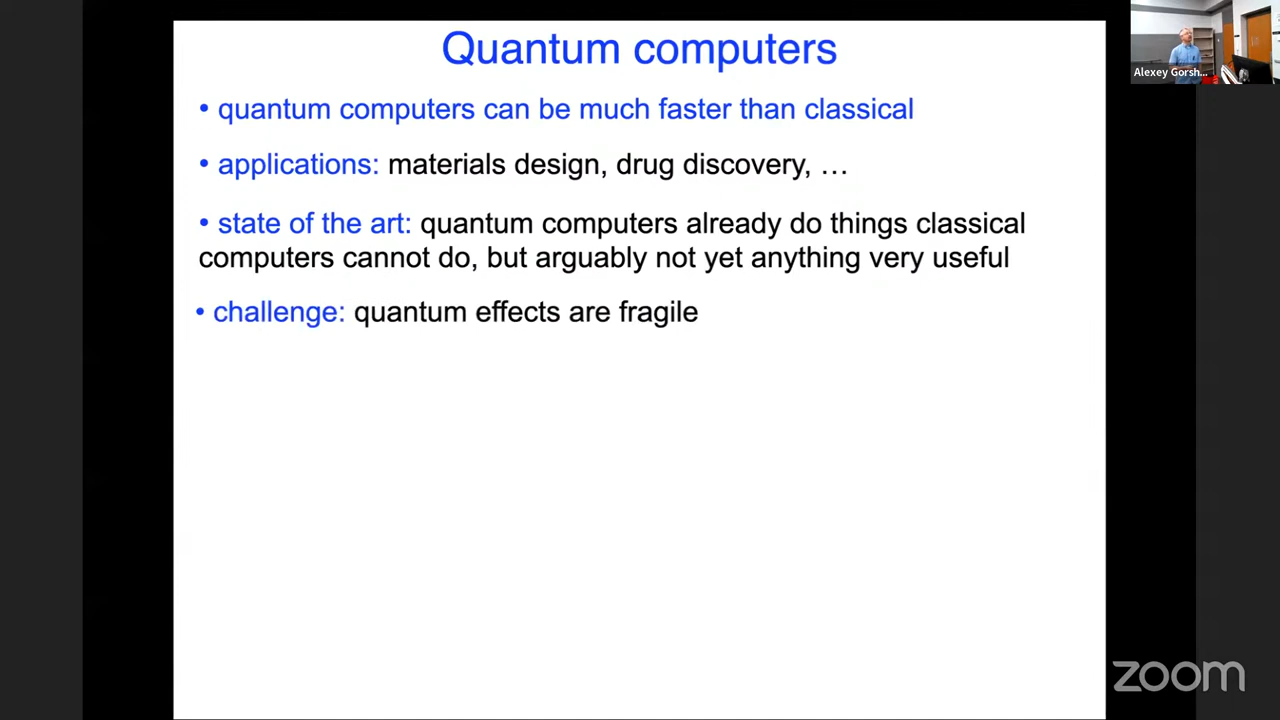 Quantum computers
• quantum computers can be much faster than classical
• applications: materials design, drug discovery, …
• state of the art: quantum computers already do things classical
computers cannot do, but arguably not yet anything very useful
• challenge: quantum effects are fragile
Alexey Gorsh...
zoom